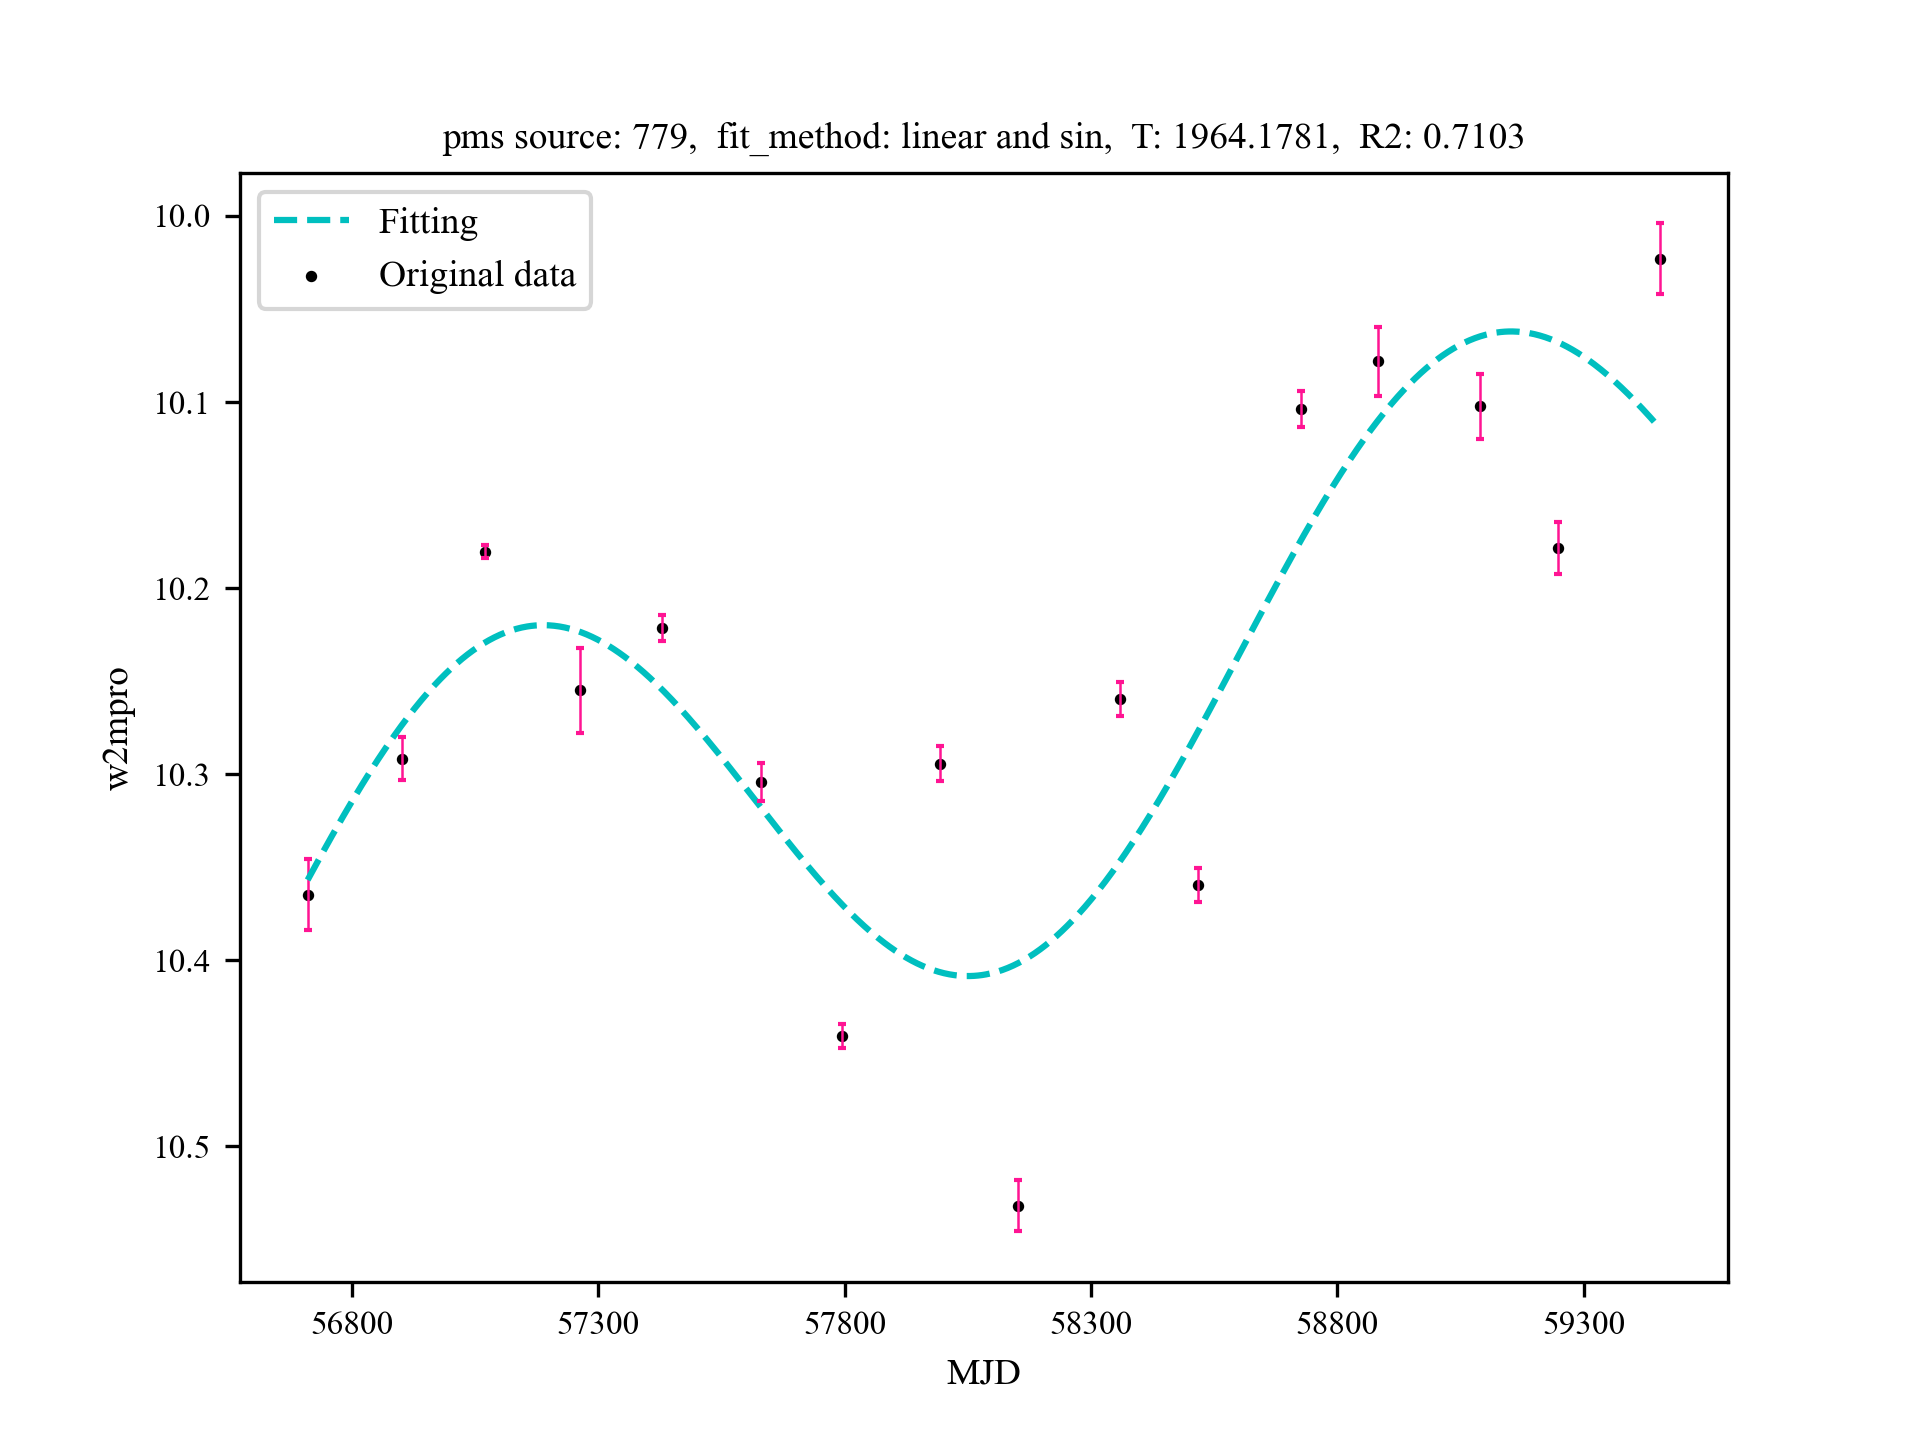 pms source: 779, fit_method: linear and sin, T: 1964.1781, R2: 0.7103
Fitting
Original data
10.0
10.1
10.2
10.3
10.4
10.5
w2mpro
56800 57300 57800 58300 58800 59300
MJD